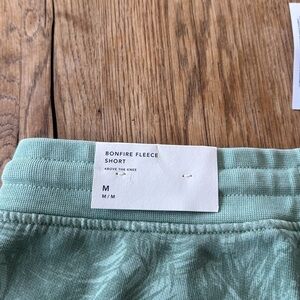 BONFIRE FLEECE
SHORT
ABOVE THE KNEE
M
M / M